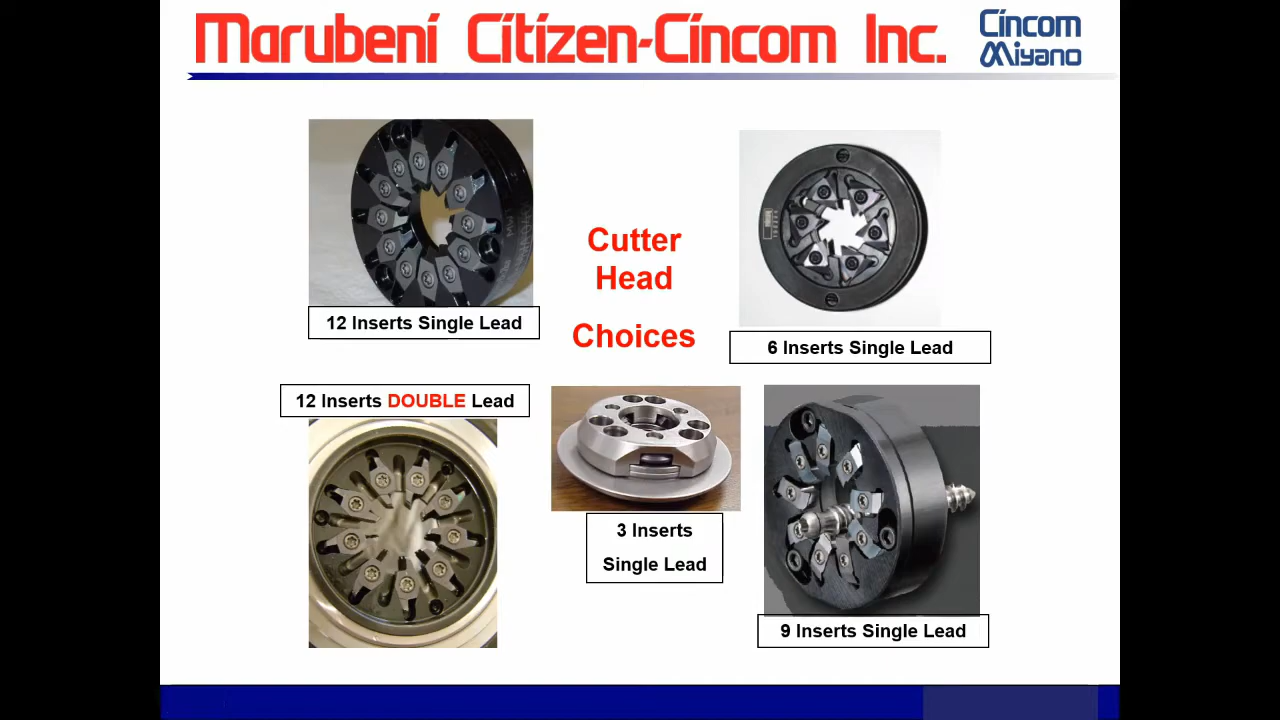 Marubeni Citizen-Cincom Inc.
Cincom
Miyano
12 Inserts Single Lead
Cutter
Head
Choices
6 Inserts Single Lead
12 Inserts DOUBLE Lead
3 Inserts
Single Lead
9 Inserts Single Lead